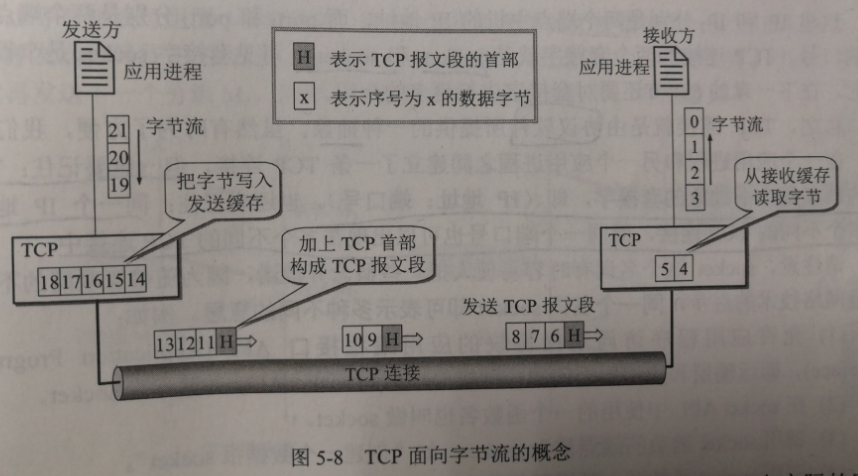 发送方
应用进程
H 表示 TCP 报文段的首部
x 表示序号为 x 的数据字节
接收方
应用进程
21
20
19
字节流
0
1
2
3
字节流
把字节写入
发送缓存
从接收缓存
读取字节
TCP
18 17 16 15 14
加上 TCP 首部
构成 TCP 报文段
TCP
5 4
发送 TCP 报文段
13 12 11 H
10 9 H
8 7 6 H
TCP 连接
图 5-8 TCP 面向字节流的概念